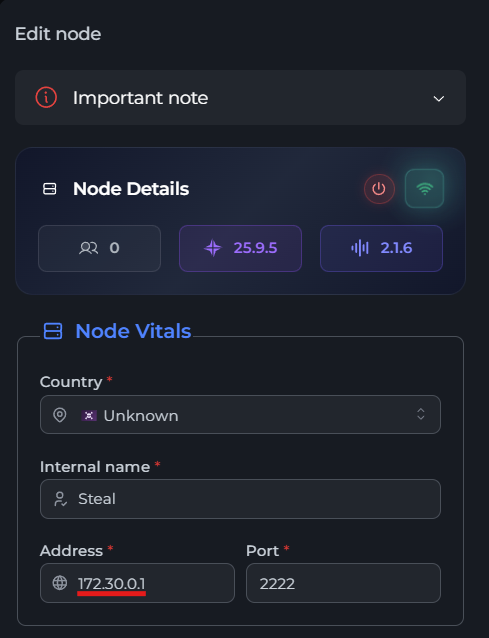 Edit node
Important note
Node Details
0 25.9.5 2.1.6
Node Vitals
Country *
Unknown
Internal name *
Steal
Address * Port *
172.30.0.1 2222